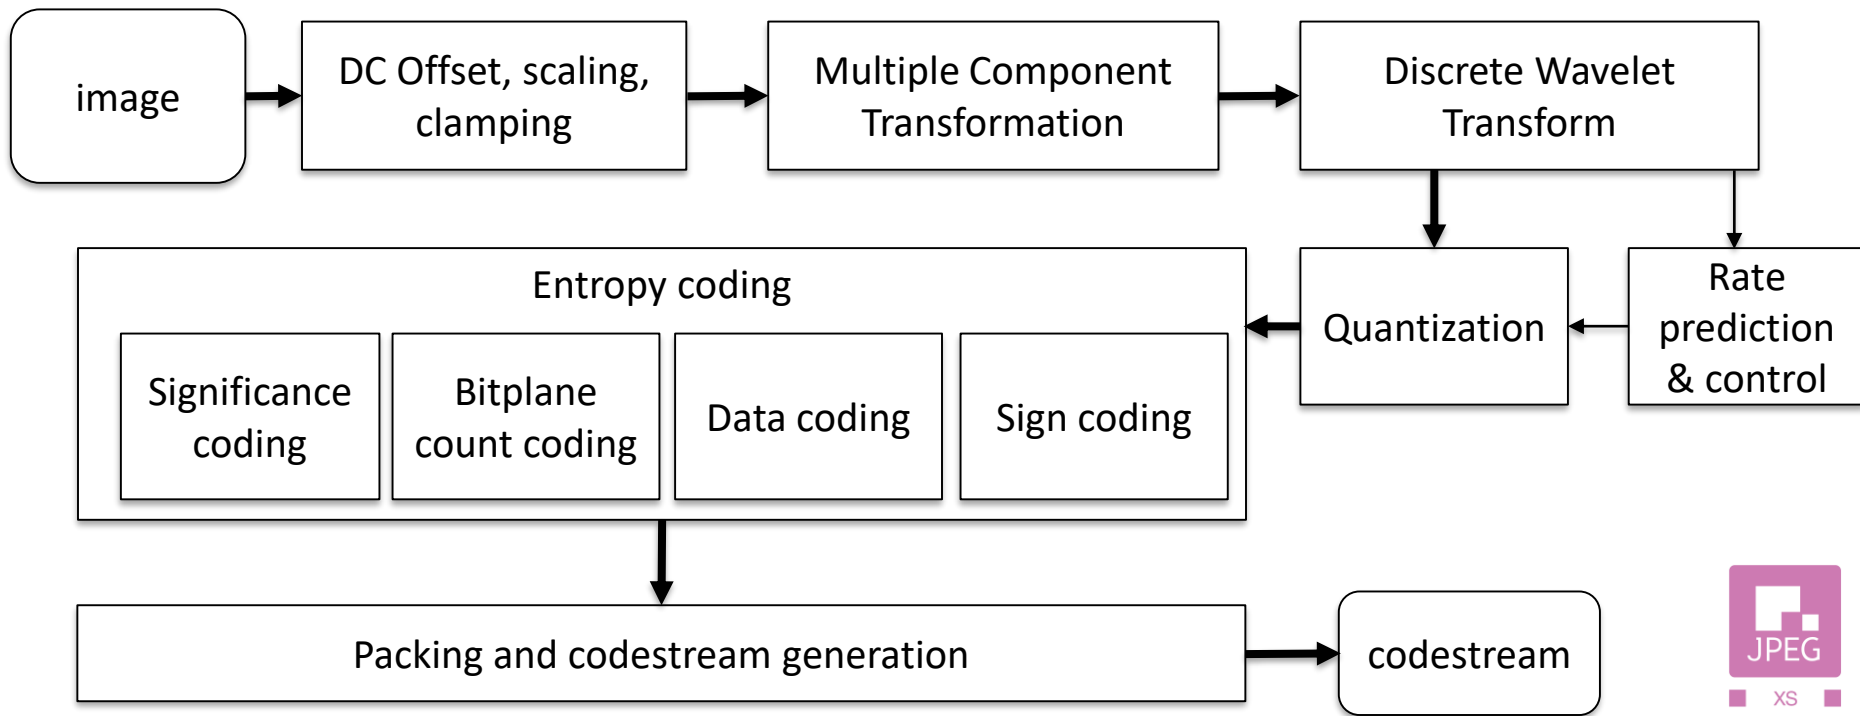 image
DC Offset, scaling,
clamping
Multiple Component
Transformation
Discrete Wavelet
Transform
Entropy coding
Significance
coding
Bitplane
count coding
Data coding
Sign coding
Quantization
Rate
prediction
& control
Packing and codestream generation
codestream
JPEG
XS